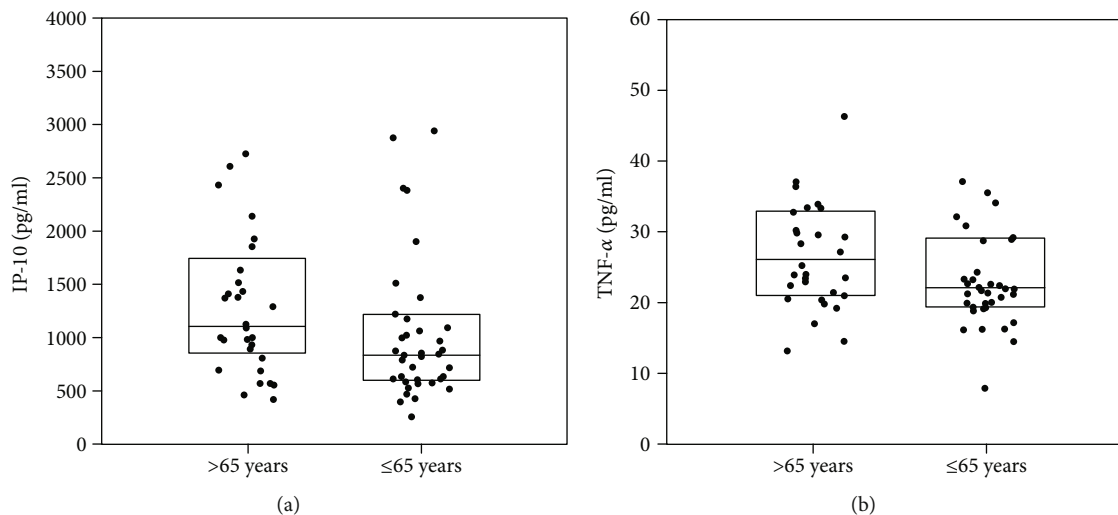 4000
3500
3000
2500
2000
1500
1000
500
0
IP-10 (pg/ml)
>65 years
≤65 years
(a)
60
50
40
30
20
10
0
TNF-α (pg/ml)
>65 years
≤65 years
(b)